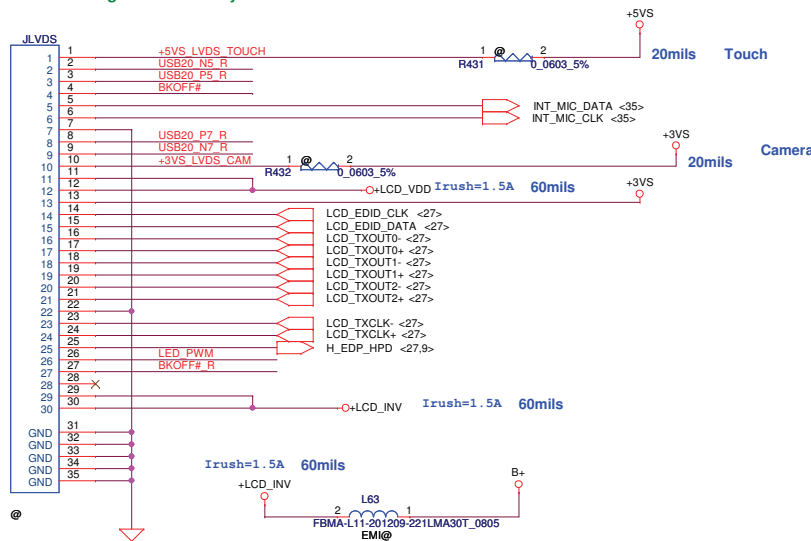 JLVDS
+5VS
1 1 +5VS_LVDS_TOUCH 1 @ 2 20mils Touch
R431 0_0603_5%
2 2 USB20_N5_R
3 3 USB20_P5_R
4 4 BKOFF#
5 5 INT_MIC_DATA <35>
6 6 INT_MIC_CLK <35>
7 7
8 8 USB20_P7_R
9 9 USB20_N7_R
+3VS
10 10 +3VS_LVDS_CAM 1 @ 2 20mils Camera
R432 0_0603_5%
11 11
12 12 +LCD_VDD Irush=1.5A 60mils
+3VS
13 13
14 14 LCD_EDID_CLK <27>
15 15 LCD_EDID_DATA <27>
16 16 LCD_TXOUT0- <27>
17 17 LCD_TXOUT0+ <27>
18 18 LCD_TXOUT1- <27>
19 19 LCD_TXOUT1+ <27>
20 20 LCD_TXOUT2- <27>
21 21 LCD_TXOUT2+ <27>
22 22
23 23 LCD_TXCLK- <27>
24 24 LCD_TXCLK+ <27>
25 25 H_EDP_HPD <27,9>
26 26 LED_PWM
27 27 BKOFF#_R
28 28
29 29
30 30 +LCD_INV Irush=1.5A 60mils
GND 31
GND 32
GND 33
GND 34
GND 35
@
Irush=1.5A 60mils
+LCD_INV B+
L63
2 1
FBMA-L11-201209-221LMA30T_0805
EMI@